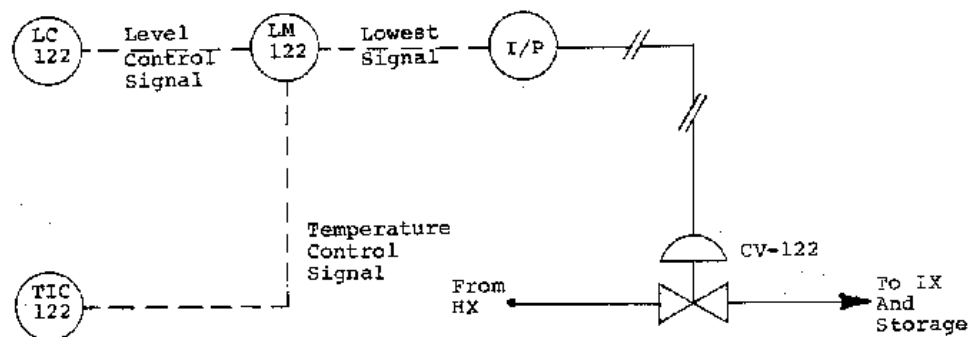 LC
122
Level
Control
Signal
LM
122
Lowest
Signal
I/P
Temperature
Control
Signal
TIC
122
CV-122
From
HX
To IX
And
Storage